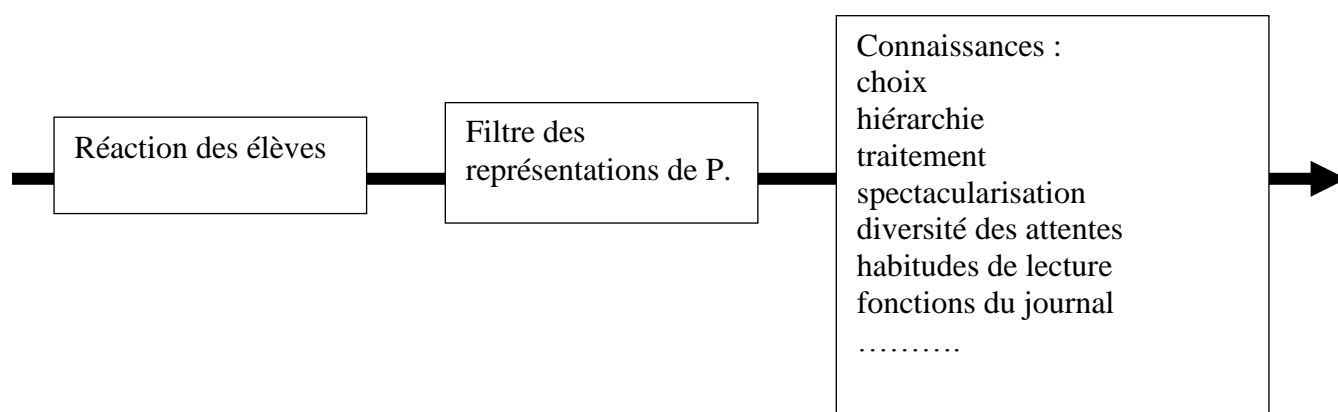 Réaction des élèves
Filtre des
représentations de P.
Connaissances :
choix
hiérarchie
traitement
spectacularisation
diversité des attentes
habitudes de lecture
fonctions du journal
……….